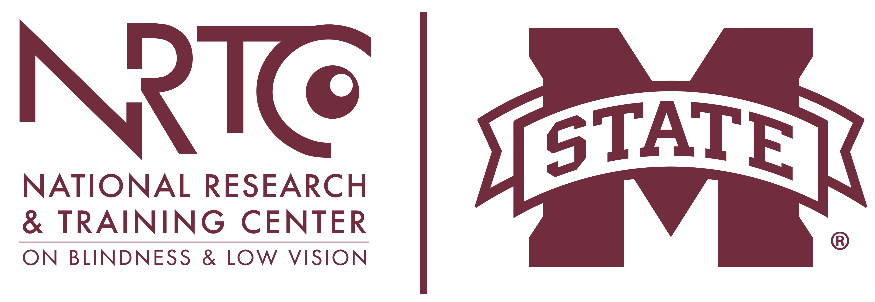 NRTC
NATIONAL RESEARCH
& TRAINING CENTER
ON BLINDNESS & LOW VISION
M
STATE
®